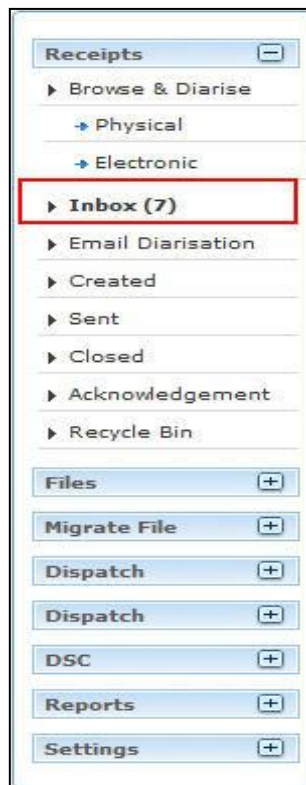 Receipts
Browse & Diarise
Physical
Electronic
Inbox (7)
Email Diarisation
Created
Sent
Closed
Acknowledgement
Recycle Bin
Files
Migrate File
Dispatch
Dispatch
DSC
Reports
Settings